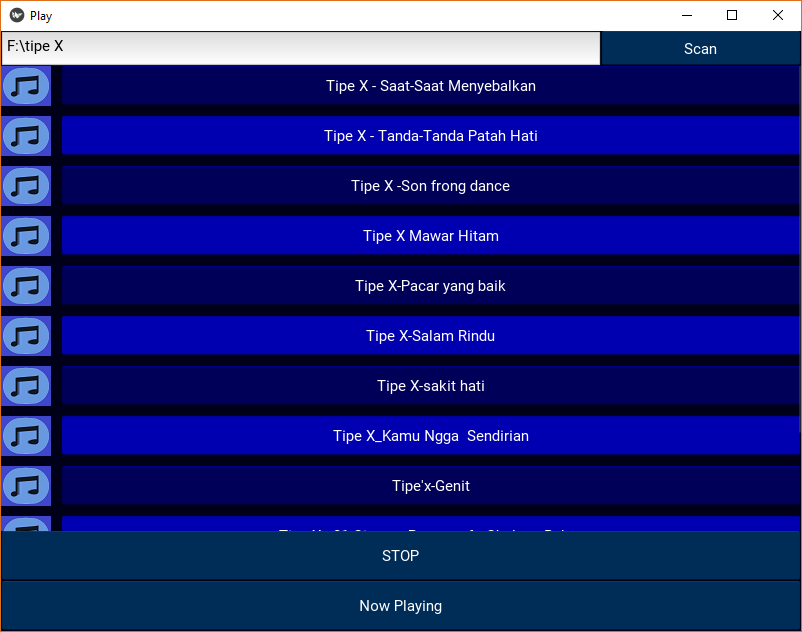 Play
F:\tipe X
Scan
Tipe X - Saat-Saat Menyebalkan
Tipe X - Tanda-Tanda Patah Hati
Tipe X -Son frong dance
Tipe X Mawar Hitam
Tipe X-Pacar yang baik
Tipe X-Salam Rindu
Tipe X-sakit hati
Tipe X_Kamu Ngga  Sendirian
Tipe'x-Genit
STOP
Now Playing